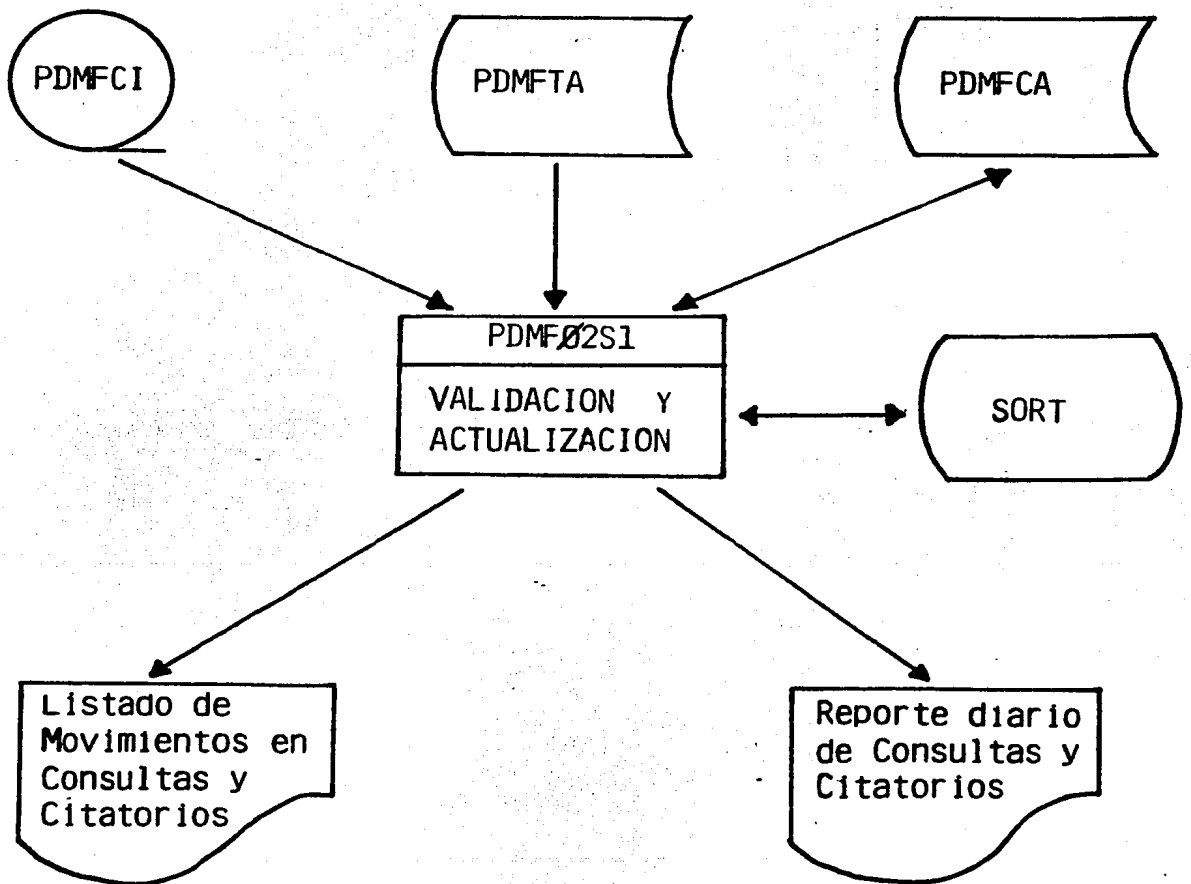 PDMFCI
PDMFTA
PDMFCA
PDMFØ2S1
VALIDACION Y
ACTUALIZACION
SORT
Listado de
Movimientos en
Consultas y
Citatorios
Reporte diario
de Consultas y
Citatorios